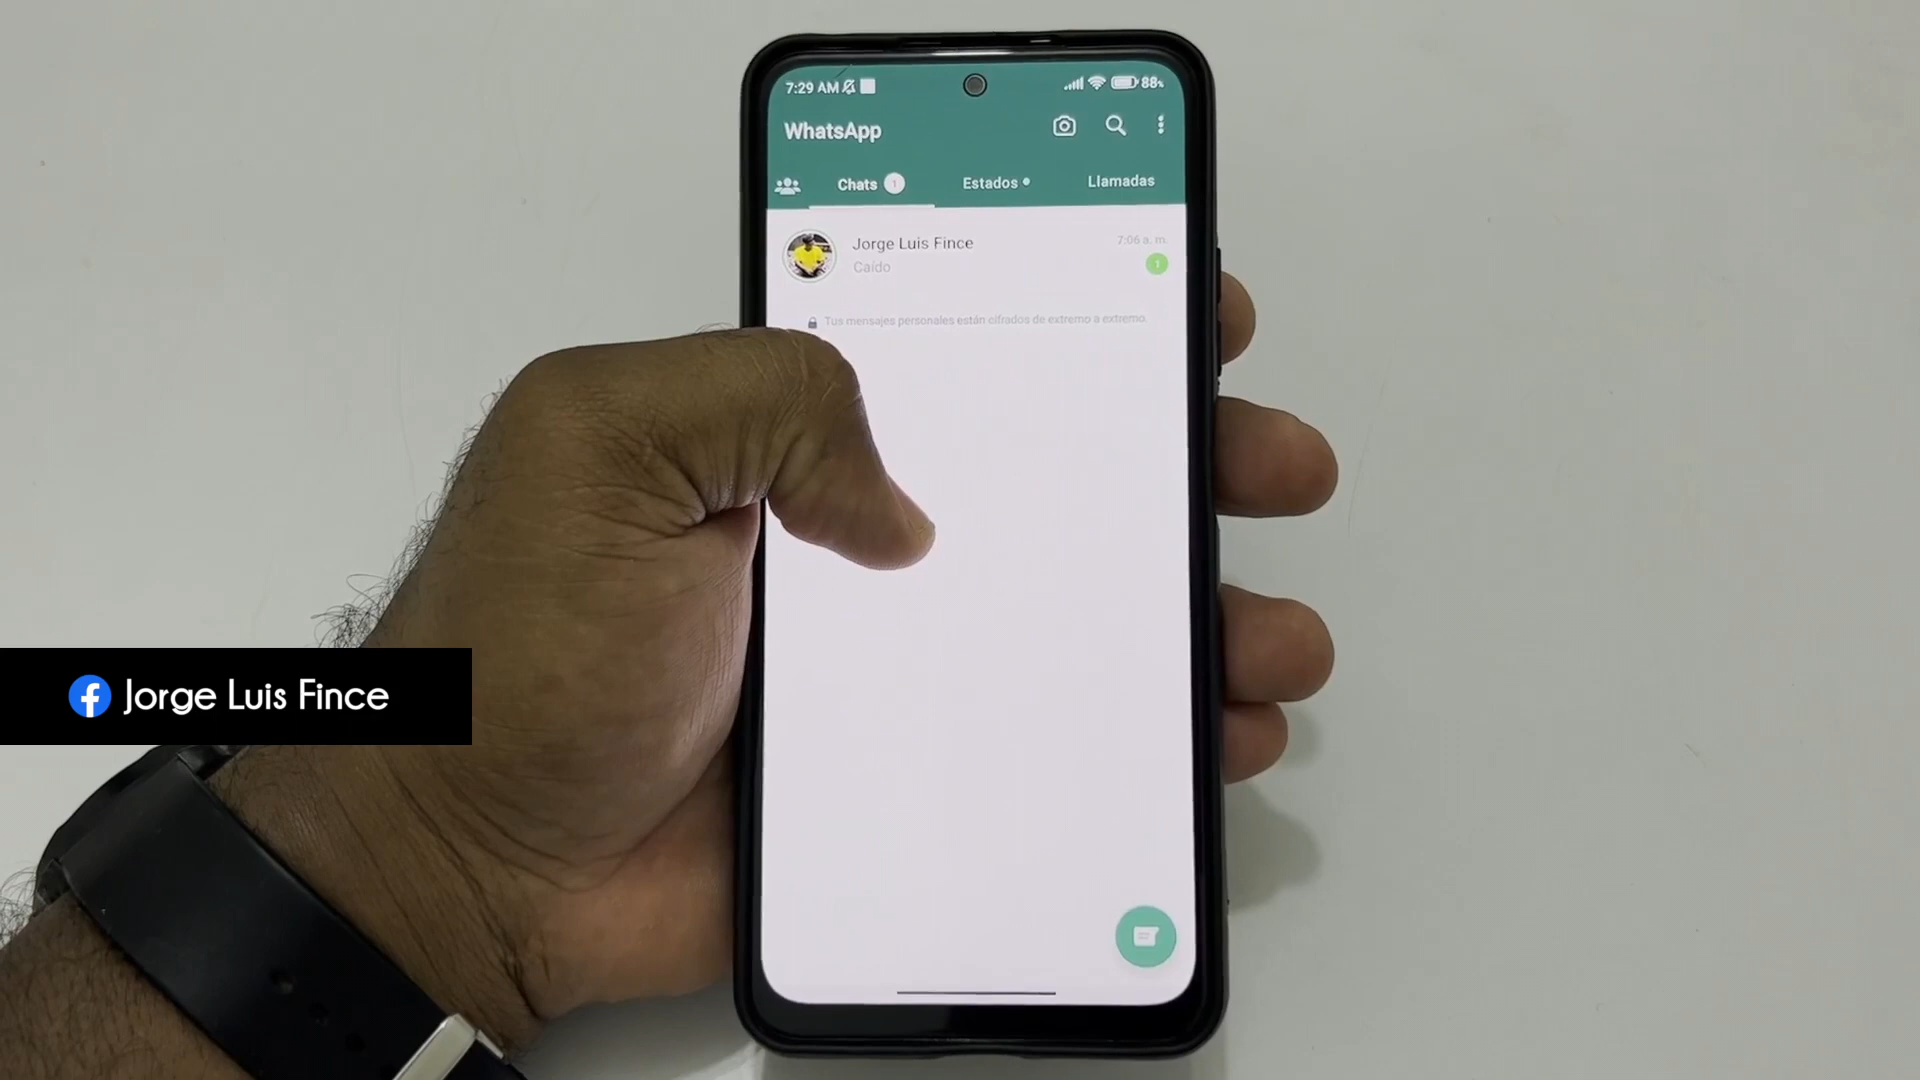 7:29 AM
88%
WhatsApp
Chats 1
Estados
Llamadas
Jorge Luis Fince
7:06 a. m.
Caído
1
Tus mensajes personales están cifrados de extremo a extremo.
Jorge Luis Fince